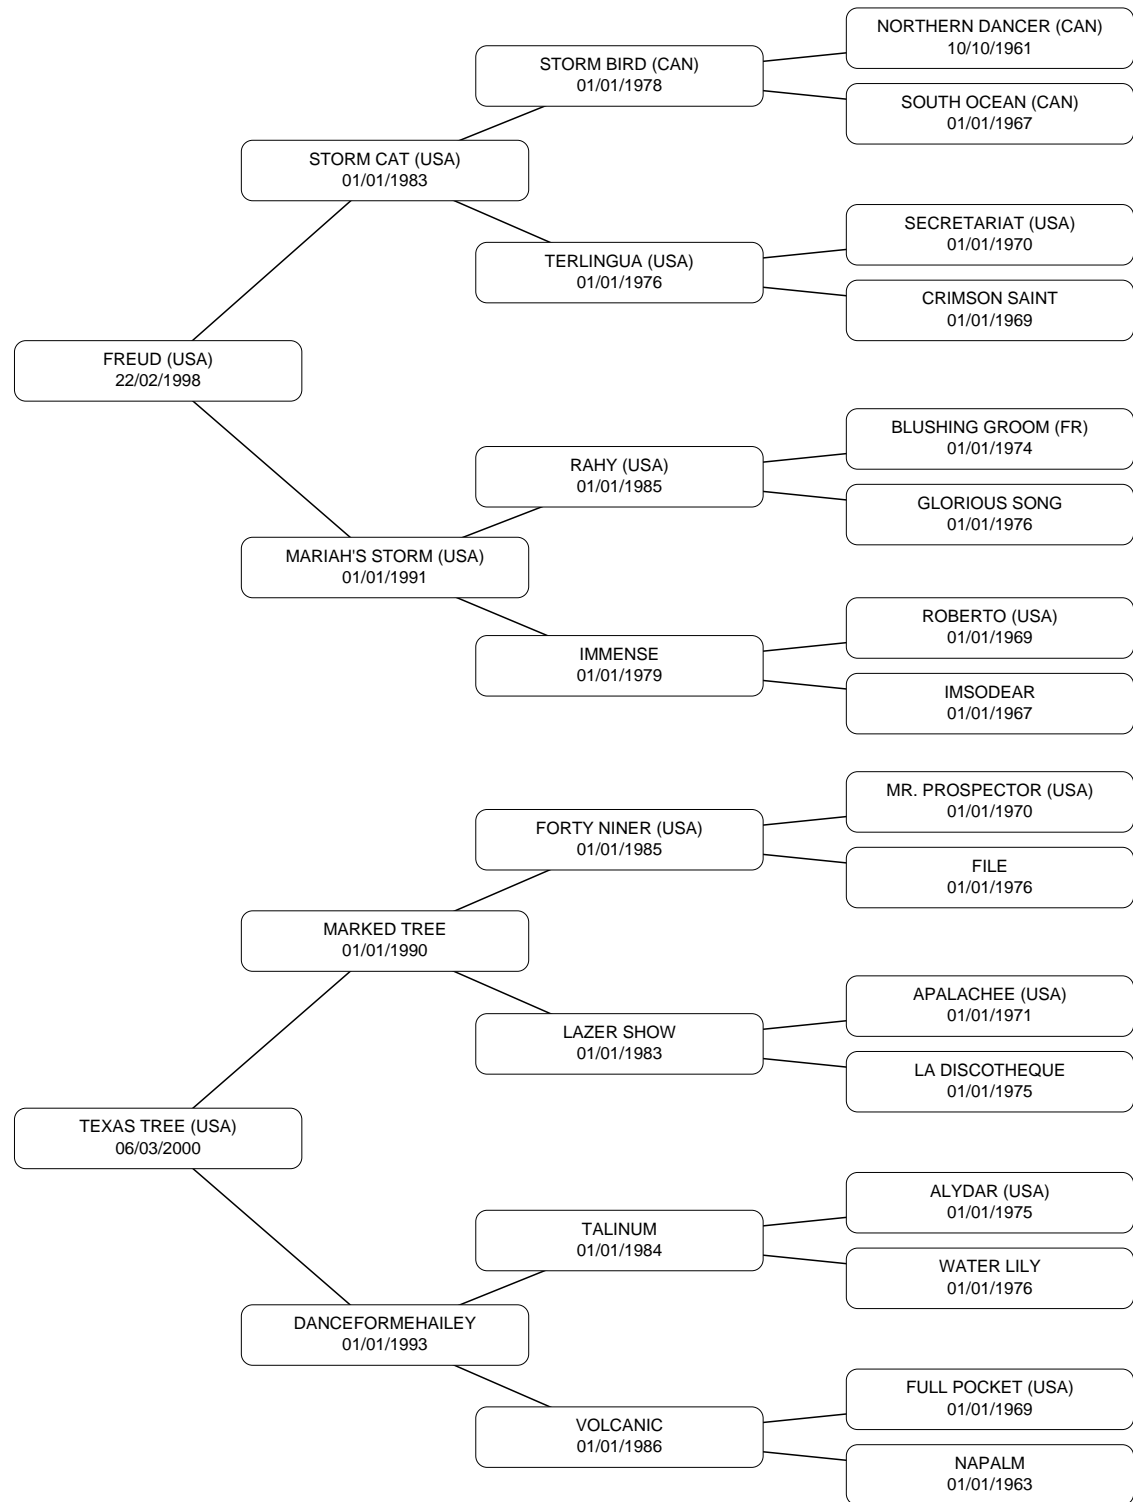 NORTHERN DANCER (CAN)
10/10/1961
STORM BIRD (CAN)
01/01/1978
SOUTH OCEAN (CAN)
01/01/1967
STORM CAT (USA)
01/01/1983
SECRETARIAT (USA)
01/01/1970
TERLINGUA (USA)
01/01/1976
CRIMSON SAINT
01/01/1969
FREUD (USA)
22/02/1998
BLUSHING GROOM (FR)
01/01/1974
RAHY (USA)
01/01/1985
GLORIOUS SONG
01/01/1976
MARIAH'S STORM (USA)
01/01/1991
ROBERTO (USA)
01/01/1969
IMMENSE
01/01/1979
IMSODEAR
01/01/1967
MR. PROSPECTOR (USA)
01/01/1970
FORTY NINER (USA)
01/01/1985
FILE
01/01/1976
MARKED TREE
01/01/1990
APALACHEE (USA)
01/01/1971
LAZER SHOW
01/01/1983
LA DISCOTHEQUE
01/01/1975
TEXAS TREE (USA)
06/03/2000
ALYDAR (USA)
01/01/1975
TALINUM
01/01/1984
WATER LILY
01/01/1976
DANCEFORMEHAILEY
01/01/1993
FULL POCKET (USA)
01/01/1969
VOLCANIC
01/01/1986
NAPALM
01/01/1963